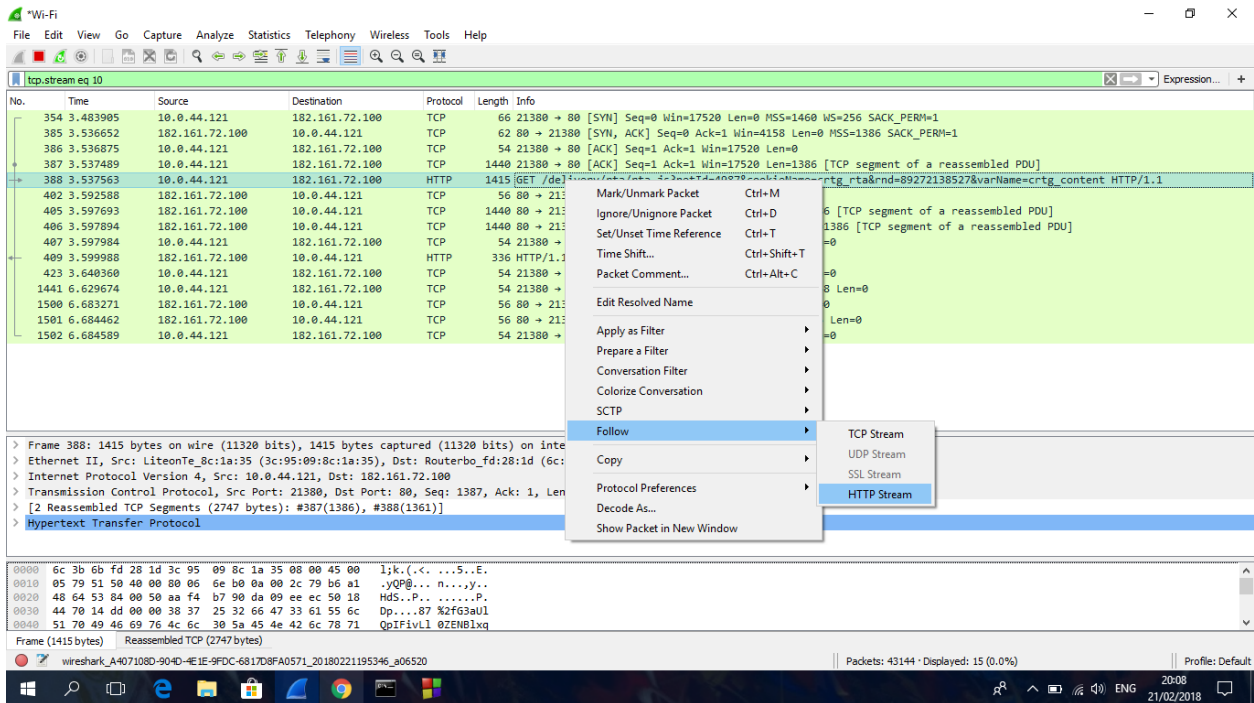 *Wi-Fi
File Edit View Go Capture Analyze Statistics Telephony Wireless Tools Help
tcp.stream eq 10
Expression... +
No. Time Source Destination Protocol Length Info
354 3.483905 10.0.44.121 182.161.72.100 TCP 66 21380 → 80 [SYN] Seq=0 Win=17520 Len=0 MSS=1460 WS=256 SACK_PERM=1
385 3.536652 182.161.72.100 10.0.44.121 TCP 62 80 → 21380 [SYN, ACK] Seq=0 Ack=1 Win=4158 Len=0 MSS=1386 SACK_PERM=1
386 3.536875 10.0.44.121 182.161.72.100 TCP 54 21380 → 80 [ACK] Seq=1 Ack=1 Win=17520 Len=0
387 3.537489 10.0.44.121 182.161.72.100 TCP 1440 21380 → 80 [ACK] Seq=1 Ack=1 Win=17520 Len=1386 [TCP segment of a reassembled PDU]
388 3.537563 10.0.44.121 182.161.72.100 HTTP 1415 GET /delivery/rta/rta.js?netId=4987&cookieName=crtg_rta&rnd=89272138527&varName=crtg_content HTTP/1.1
402 3.592588 182.161.72.100 10.0.44.121 TCP 56 80 → 213
405 3.597693 182.161.72.100 10.0.44.121 TCP 1440 80 → 213 6 [TCP segment of a reassembled PDU]
406 3.597894 182.161.72.100 10.0.44.121 TCP 1440 80 → 213 1386 [TCP segment of a reassembled PDU]
407 3.597984 10.0.44.121 182.161.72.100 TCP 54 21380 → =0
409 3.599988 182.161.72.100 10.0.44.121 HTTP 336 HTTP/1.1
423 3.640360 10.0.44.121 182.161.72.100 TCP 54 21380 → =0
1441 6.629674 10.0.44.121 182.161.72.100 TCP 54 21380 → 8 Len=0
1500 6.683271 182.161.72.100 10.0.44.121 TCP 56 80 → 213 0
1501 6.684462 182.161.72.100 10.0.44.121 TCP 56 80 → 213 Len=0
1502 6.684589 10.0.44.121 182.161.72.100 TCP 54 21380 → =0
Mark/Unmark Packet Ctrl+M
Ignore/Unignore Packet Ctrl+D
Set/Unset Time Reference Ctrl+T
Time Shift... Ctrl+Shift+T
Packet Comment... Ctrl+Alt+C
Edit Resolved Name
Apply as Filter
Prepare a Filter
Conversation Filter
Colorize Conversation
SCTP
Follow
Copy
Protocol Preferences
Decode As...
Show Packet in New Window
TCP Stream
UDP Stream
SSL Stream
HTTP Stream
Frame 388: 1415 bytes on wire (11320 bits), 1415 bytes captured (11320 bits) on inte
Ethernet II, Src: LiteonTe_8c:1a:35 (3c:95:09:8c:1a:35), Dst: Routerbo_fd:28:1d (6c:
Internet Protocol Version 4, Src: 10.0.44.121, Dst: 182.161.72.100
Transmission Control Protocol, Src Port: 21380, Dst Port: 80, Seq: 1387, Ack: 1, Len
[2 Reassembled TCP Segments (2747 bytes): #387(1386), #388(1361)]
Hypertext Transfer Protocol
0000 6c 3b 6b fd 28 1d 3c 95 09 8c 1a 35 08 00 45 00 l;k.(.<. ...5..E.
0010 05 79 51 50 40 00 80 06 6e b0 0a 00 2c 79 b6 a1 .yQP@... n...,y..
0020 48 64 53 84 00 50 aa f4 b7 90 da 09 ee ec 50 18 HdS..P.. ......P.
0030 44 70 14 dd 00 00 38 37 25 32 66 47 33 61 55 6c Dp....87 %2fG3aUl
0040 51 70 49 46 69 76 4c 6c 30 5a 45 4e 42 6c 78 71 QpIFivLl 0ZENBlxq
Frame (1415 bytes) Reassembled TCP (2747 bytes)
wireshark_A407108D-904D-4E1E-9FDC-6817D8FA0571_20180221195346_a06520
Packets: 43144 · Displayed: 15 (0.0%)
Profile: Default
ENG
20:08
21/02/2018